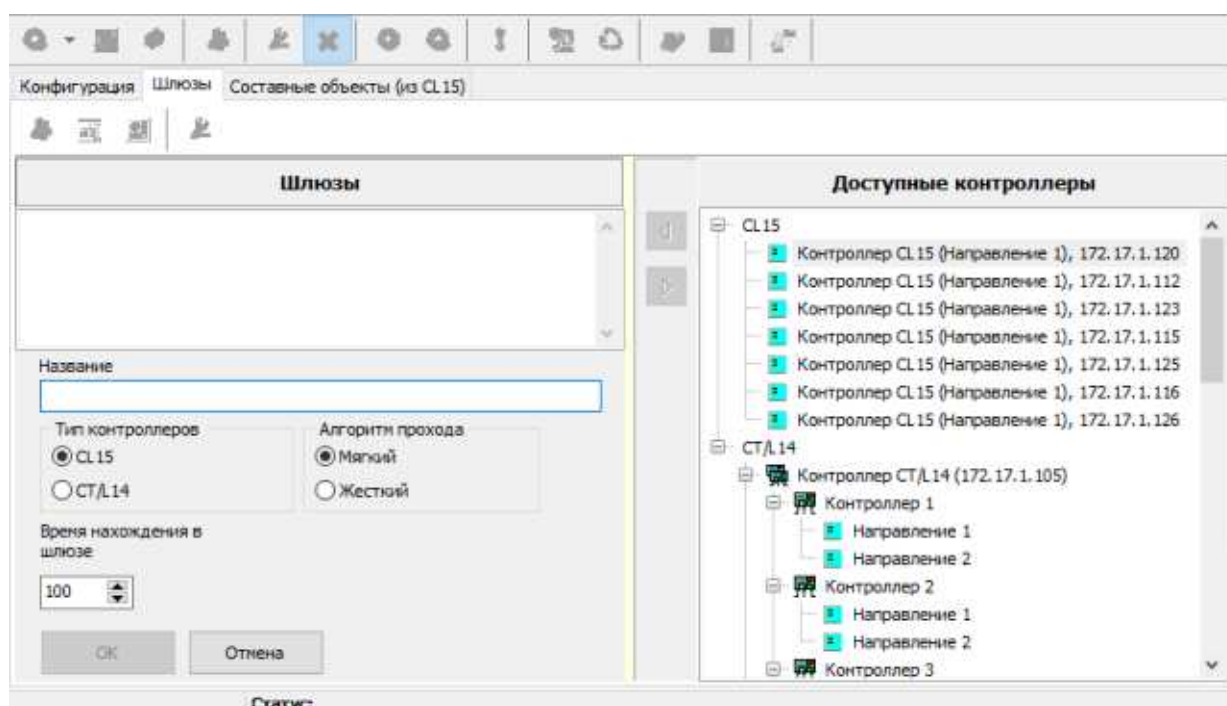 Конфигурация Шлюзы Составные объекты (из CL15)
Шлюзы
Название
Тип контроллеров
CL15
CT/L14
Алгоритм прохода
Мягкий
Жесткий
Время нахождения в
шлюзе
100
OK Отмена
Доступные контроллеры
CL15
Контроллер CL15 (Направление 1), 172.17.1.120
Контроллер CL15 (Направление 1), 172.17.1.112
Контроллер CL15 (Направление 1), 172.17.1.123
Контроллер CL15 (Направление 1), 172.17.1.115
Контроллер CL15 (Направление 1), 172.17.1.125
Контроллер CL15 (Направление 1), 172.17.1.116
Контроллер CL15 (Направление 1), 172.17.1.126
CT/L14
Контроллер CT/L14 (172.17.1.105)
Контроллер 1
Направление 1
Направление 2
Контроллер 2
Направление 1
Направление 2
Контроллер 3